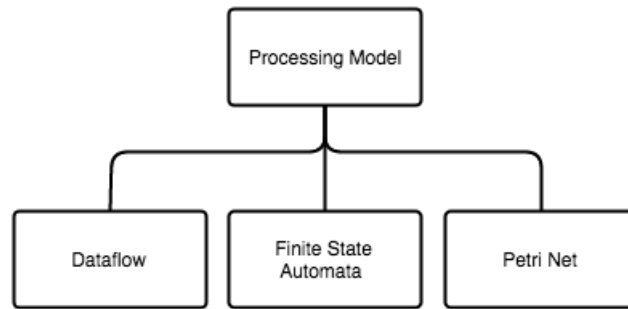 Processing Model
Dataflow
Finite State
Automata
Petri Net